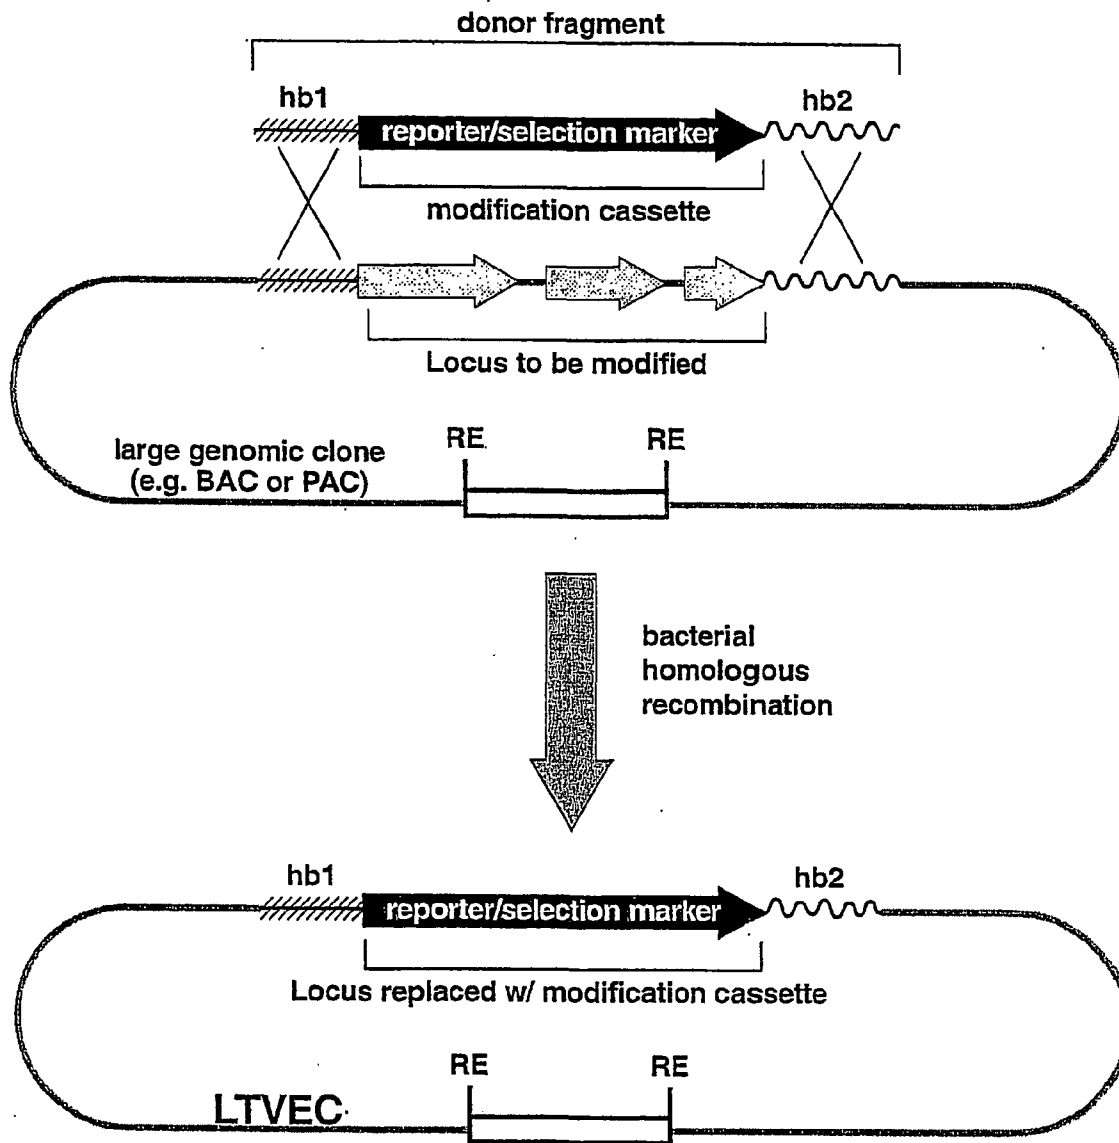 donor fragment
hb1
hb2
reporter/selection marker
modification cassette
Locus to be modified
large genomic clone
(e.g. BAC or PAC)
RE
RE
bacterial
homologous
recombination
hb1
hb2
reporter/selection marker
Locus replaced w/ modification cassette
RE
RE
LTVEC